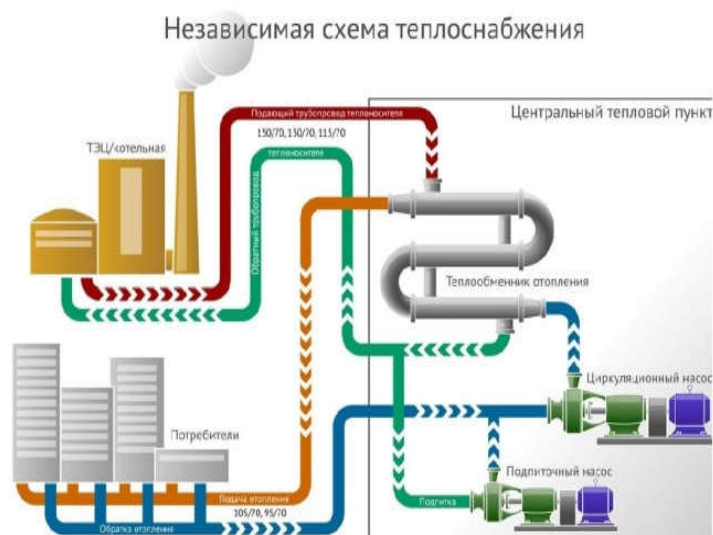 Независимая схема теплоснабжения
Подающий трубопровод теплоносителя
Центральный тепловой пункт
150/70, 130/70, 115/70
ТЭЦ/котельная
теплоносителя
Обратный трубопровод
Теплообменник отопления
Циркуляционный насос
Потребители
Подпиточный насос
Подача отопления
Подпитка
105/70, 95/70
Обратка отопления